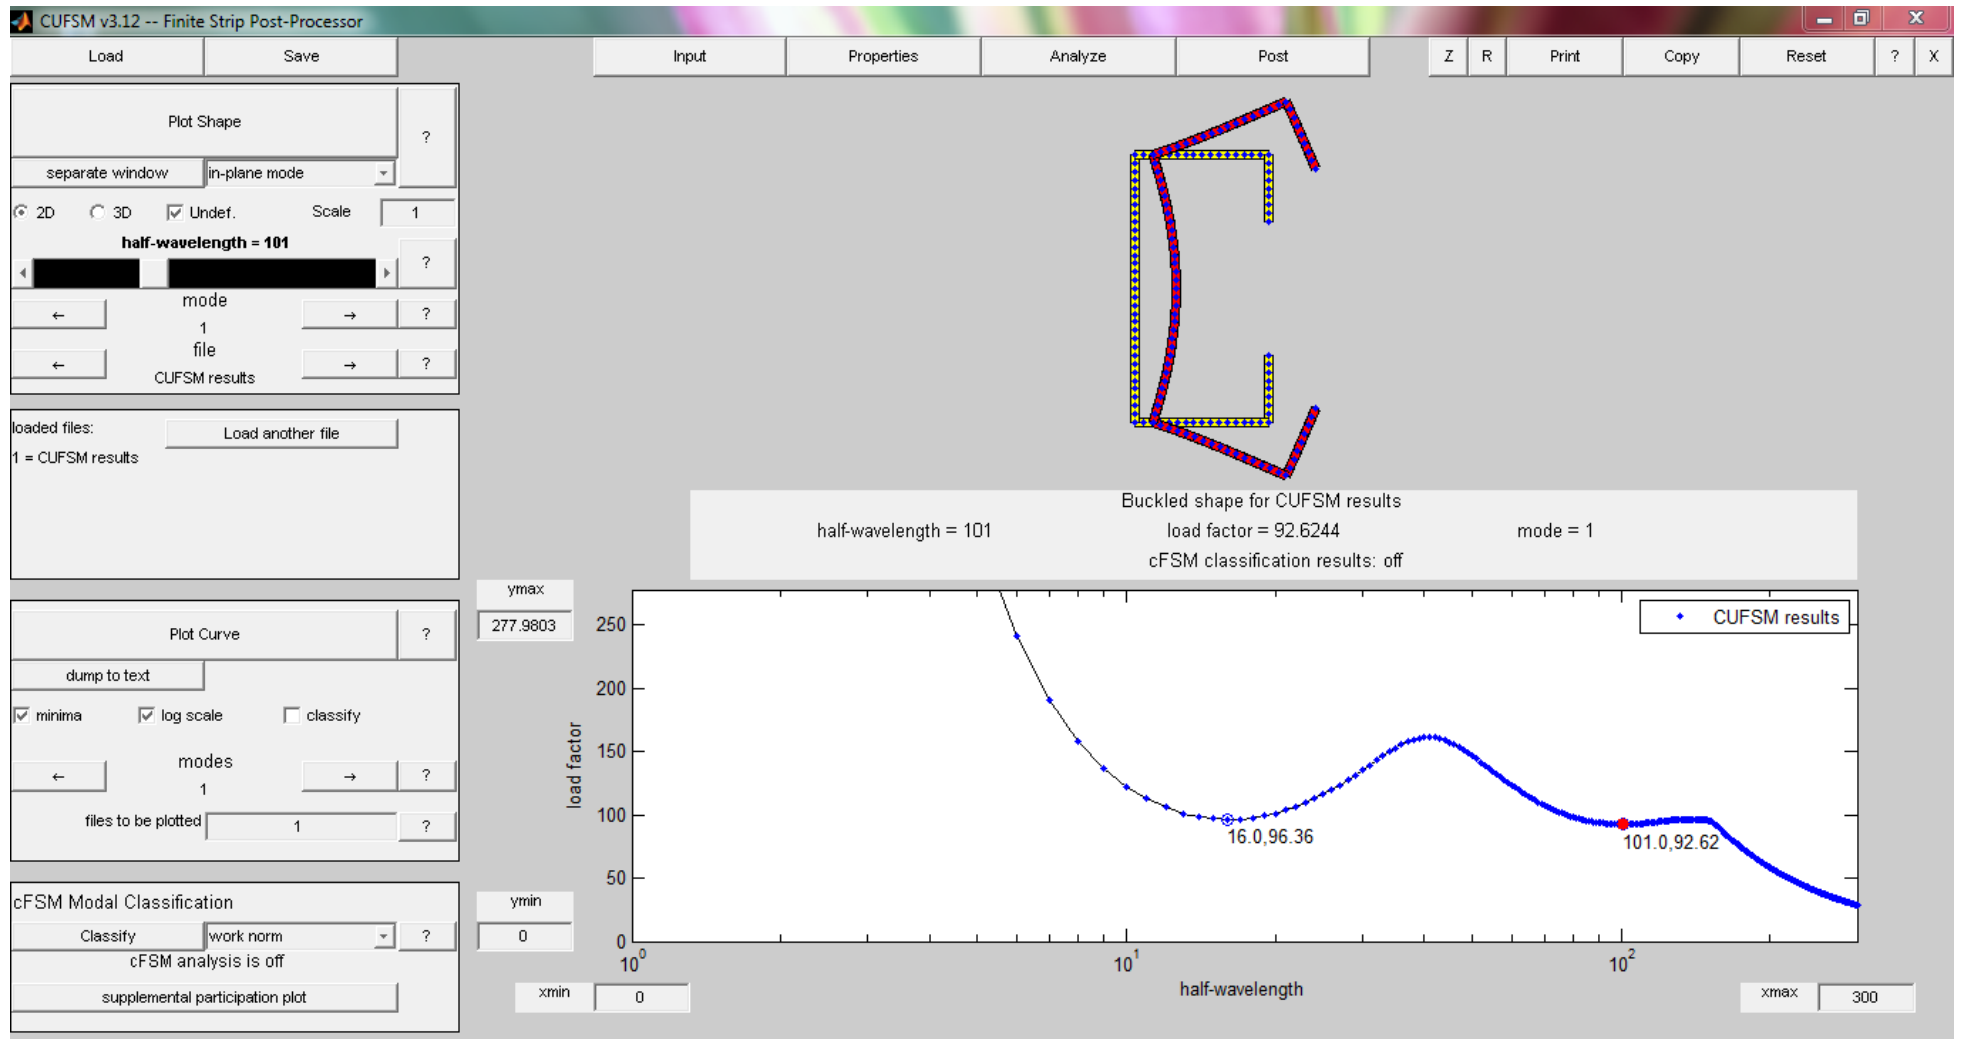 CUFSM v3.12 -- Finite Strip Post-Processor
Load Save Input Properties Analyze Post Z R Print Copy Reset ? X
Plot Shape ?
separate window in-plane mode
2D 3D Undef. Scale 1
half-wavelength = 101
?
mode
← 1 → ?
file
← → ?
CUFSM results
loaded files: Load another file
1 = CUFSM results
Buckled shape for CUFSM results
half-wavelength = 101 load factor = 92.6244 mode = 1
cFSM classification results: off
Plot Curve ?
dump to text
minima log scale classify
modes
← 1 → ?
files to be plotted 1 ?
cFSM Modal Classification
Classify work norm ?
cFSM analysis is off
supplemental participation plot
ymax
277.9803
ymin
0
load factor
250
200
150
100
50
0
CUFSM results
16.0,96.36
101.0,92.62
10^0 10^1 10^2
half-wavelength
xmin 0
xmax 300